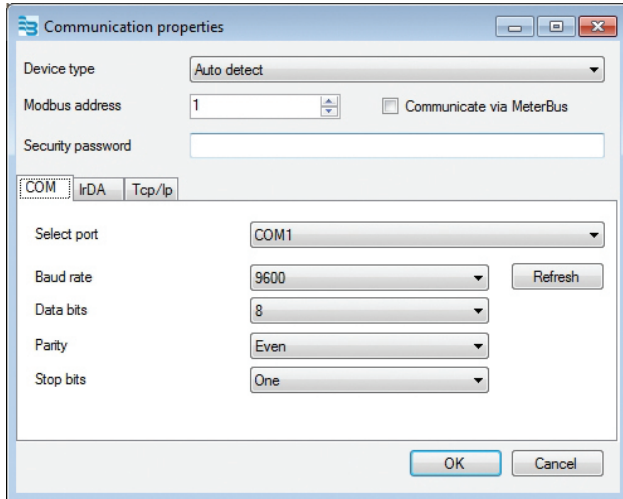 Communication properties
Device type Auto detect
Modbus address 1 Communicate via MeterBus
Security password
COM IrDA Tcp/Ip
Select port COM1
Baud rate 9600 Refresh
Data bits 8
Parity Even
Stop bits One
OK Cancel